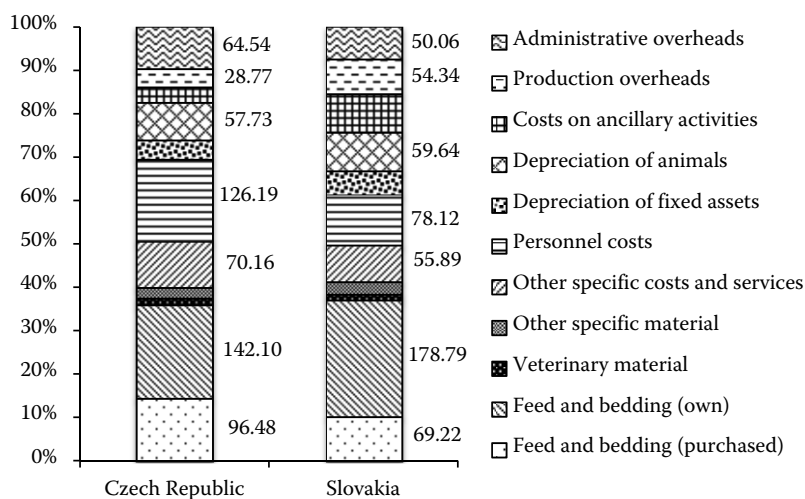 100%
90%
80%
70%
60%
50%
40%
30%
20%
10%
0%
64.54
28.77
57.73
126.19
70.16
142.10
96.48
50.06
54.34
59.64
78.12
55.89
178.79
69.22
Czech Republic
Slovakia
Administrative overheads
Production overheads
Costs on ancillary activities
Depreciation of animals
Depreciation of fixed assets
Personnel costs
Other specific costs and services
Other specific material
Veterinary material
Feed and bedding (own)
Feed and bedding (purchased)